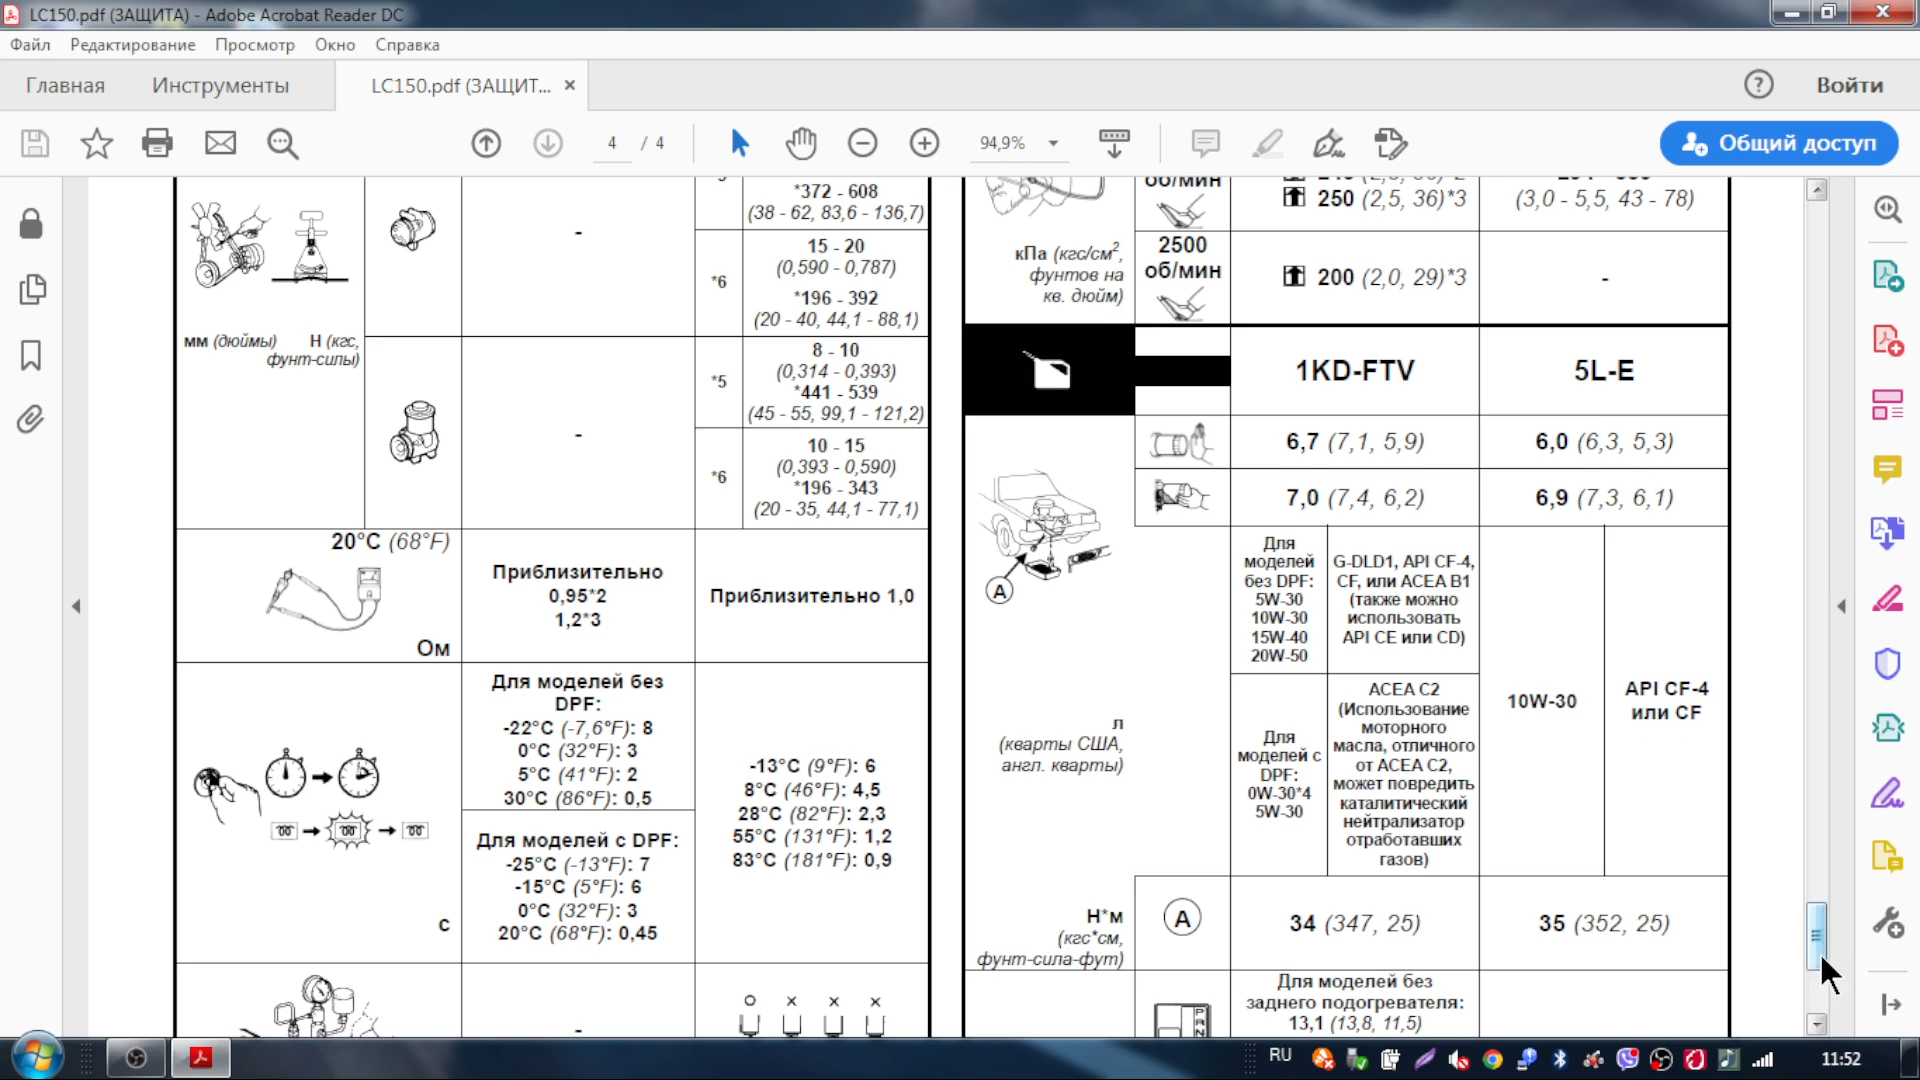 LC150.pdf (ЗАЩИТА) - Adobe Acrobat Reader DC
Файл Редактирование Просмотр Окно Справка
Главная Инструменты LC150.pdf (ЗАЩИТ... × ? Войти
4 / 4 94,9% Общий доступ
*372 - 608
(38 - 62, 83,6 - 136,7)
-
*6
15 - 20
(0,590 - 0,787)
*196 - 392
(20 - 40, 44,1 - 88,1)
мм (дюймы) Н (кгс,
фунт-силы)
-
*5
8 - 10
(0,314 - 0,393)
*441 - 539
(45 - 55, 99,1 - 121,2)
*6
10 - 15
(0,393 - 0,590)
*196 - 343
(20 - 35, 44,1 - 77,1)
20°C (68°F)
Ом
Приблизительно
0,95*2
1,2*3
Приблизительно 1,0
с
Для моделей без
DPF:
-22°C (-7,6°F): 8
0°C (32°F): 3
5°C (41°F): 2
30°C (86°F): 0,5
Для моделей с DPF:
-25°C (-13°F): 7
-15°C (5°F): 6
0°C (32°F): 3
20°C (68°F): 0,45
-13°C (9°F): 6
8°C (46°F): 4,5
28°C (82°F): 2,3
55°C (131°F): 1,2
83°C (181°F): 0,9
-
об/мин
250 (2,5, 36)*3
(3,0 - 5,5, 43 - 78)
кПа (кгс/см2,
фунтов на
кв. дюйм)
2500
об/мин
200 (2,0, 29)*3
-
1KD-FTV
5L-E
6,7 (7,1, 5,9)
6,0 (6,3, 5,3)
7,0 (7,4, 6,2)
6,9 (7,3, 6,1)
A
л
(кварты США,
англ. кварты)
Для
моделей
без DPF:
5W-30
10W-30
15W-40
20W-50
G-DLD1, API CF-4,
CF, или ACEA B1
(также можно
использовать
API CE или CD)
Для
моделей с
DPF:
0W-30*4
5W-30
ACEA C2
(Использование
моторного
масла, отличного
от ACEA C2,
может повредить
каталитический
нейтрализатор
отработавших
газов)
10W-30
API CF-4
или CF
Н*м
(кгс*см,
фунт-сила-фут)
A
34 (347, 25)
35 (352, 25)
Для моделей без
заднего подогревателя:
13,1 (13,8, 11,5)
RU 11:52